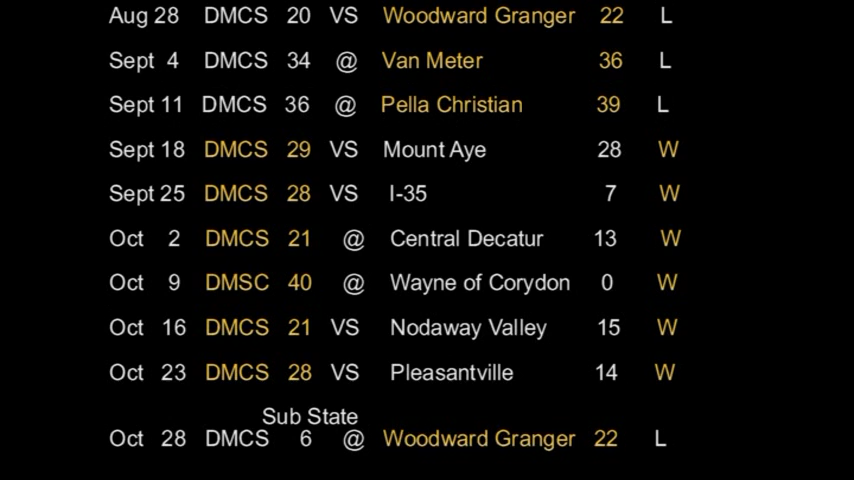 Aug 28 DMCS 20 VS Woodward Granger 22 L
Sept 4 DMCS 34 @ Van Meter 36 L
Sept 11 DMCS 36 @ Pella Christian 39 L
Sept 18 DMCS 29 VS Mount Aye 28 W
Sept 25 DMCS 28 VS I-35 7 W
Oct 2 DMCS 21 @ Central Decatur 13 W
Oct 9 DMSC 40 @ Wayne of Corydon 0 W
Oct 16 DMCS 21 VS Nodaway Valley 15 W
Oct 23 DMCS 28 VS Pleasantville 14 W
Sub State
Oct 28 DMCS 6 @ Woodward Granger 22 L